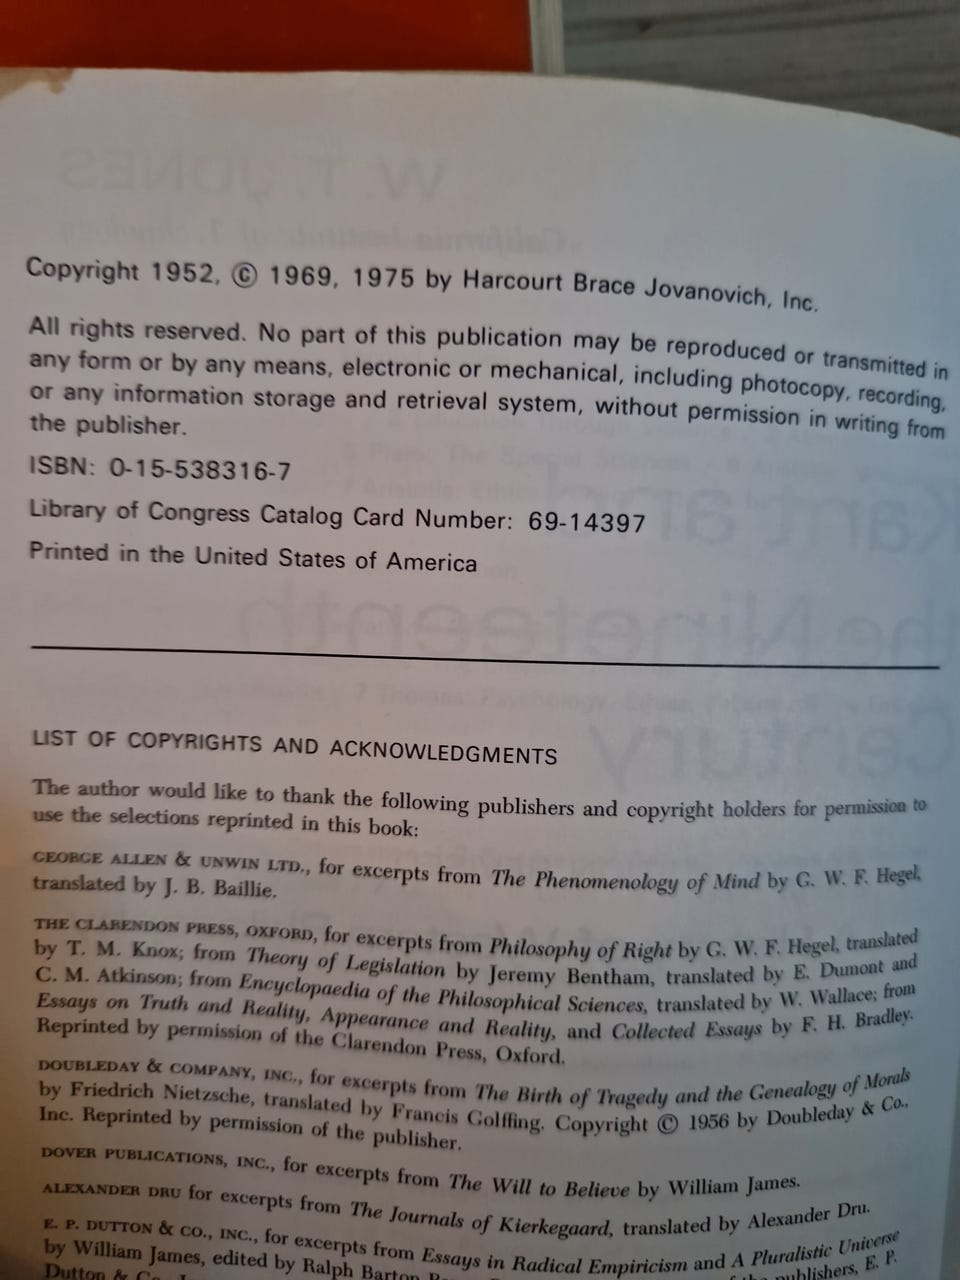 Copyright 1952, © 1969, 1975 by Harcourt Brace Jovanovich, Inc.
All rights reserved. No part of this publication may be reproduced or transmitted in
any form or by any means, electronic or mechanical, including photocopy, recording,
or any information storage and retrieval system, without permission in writing from
the publisher.
ISBN: 0-15-538316-7
Library of Congress Catalog Card Number: 69-14397
Printed in the United States of America
LIST OF COPYRIGHTS AND ACKNOWLEDGMENTS
The author would like to thank the following publishers and copyright holders for permission to
use the selections reprinted in this book:
GEORGE ALLEN & UNWIN LTD., for excerpts from The Phenomenology of Mind by G. W. F. Hegel,
translated by J. B. Baillie.
THE CLARENDON PRESS, OXFORD, for excerpts from Philosophy of Right by G. W. F. Hegel, translated
by T. M. Knox; from Theory of Legislation by Jeremy Bentham, translated by E. Dumont and
C. M. Atkinson; from Encyclopaedia of the Philosophical Sciences, translated by W. Wallace; from
Essays on Truth and Reality, Appearance and Reality, and Collected Essays by F. H. Bradley.
Reprinted by permission of the Clarendon Press, Oxford.
DOUBLEDAY & COMPANY, INC., for excerpts from The Birth of Tragedy and the Genealogy of Morals
by Friedrich Nietzsche, translated by Francis Golffing. Copyright © 1956 by Doubleday & Co.,
Inc. Reprinted by permission of the publisher.
DOVER PUBLICATIONS, INC., for excerpts from The Will to Believe by William James.
ALEXANDER DRU for excerpts from The Journals of Kierkegaard, translated by Alexander Dru.
E. P. DUTTON & CO., INC., for excerpts from Essays in Radical Empiricism and A Pluralistic Universe
by William James, edited by Ralph Barton publishers, E. P.
Dutton & Co.